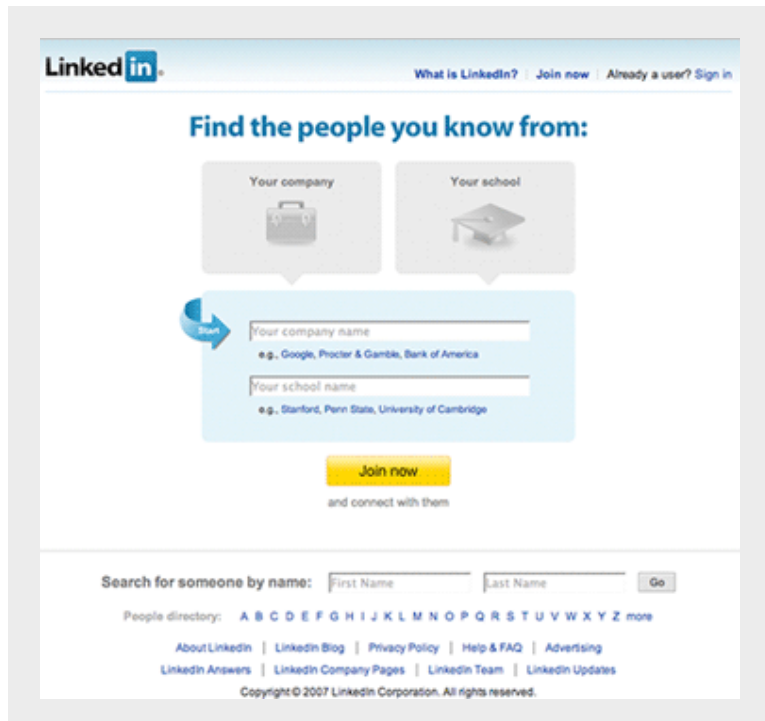 Linked in
What is LinkedIn? | Join now | Already a user? Sign in
Find the people you know from:
Your company Your school
Start
Your company name
e.g., Google, Procter & Gamble, Bank of America
Your school name
e.g., Stanford, Penn State, University of Cambridge
Join now
and connect with them
Search for someone by name: First Name Last Name Go
People directory: A B C D E F G H I J K L M N O P Q R S T U V W X Y Z more
About LinkedIn | LinkedIn Blog | Privacy Policy | Help & FAQ | Advertising
LinkedIn Answers | LinkedIn Company Pages | LinkedIn Team | LinkedIn Updates
Copyright © 2007 LinkedIn Corporation. All rights reserved.